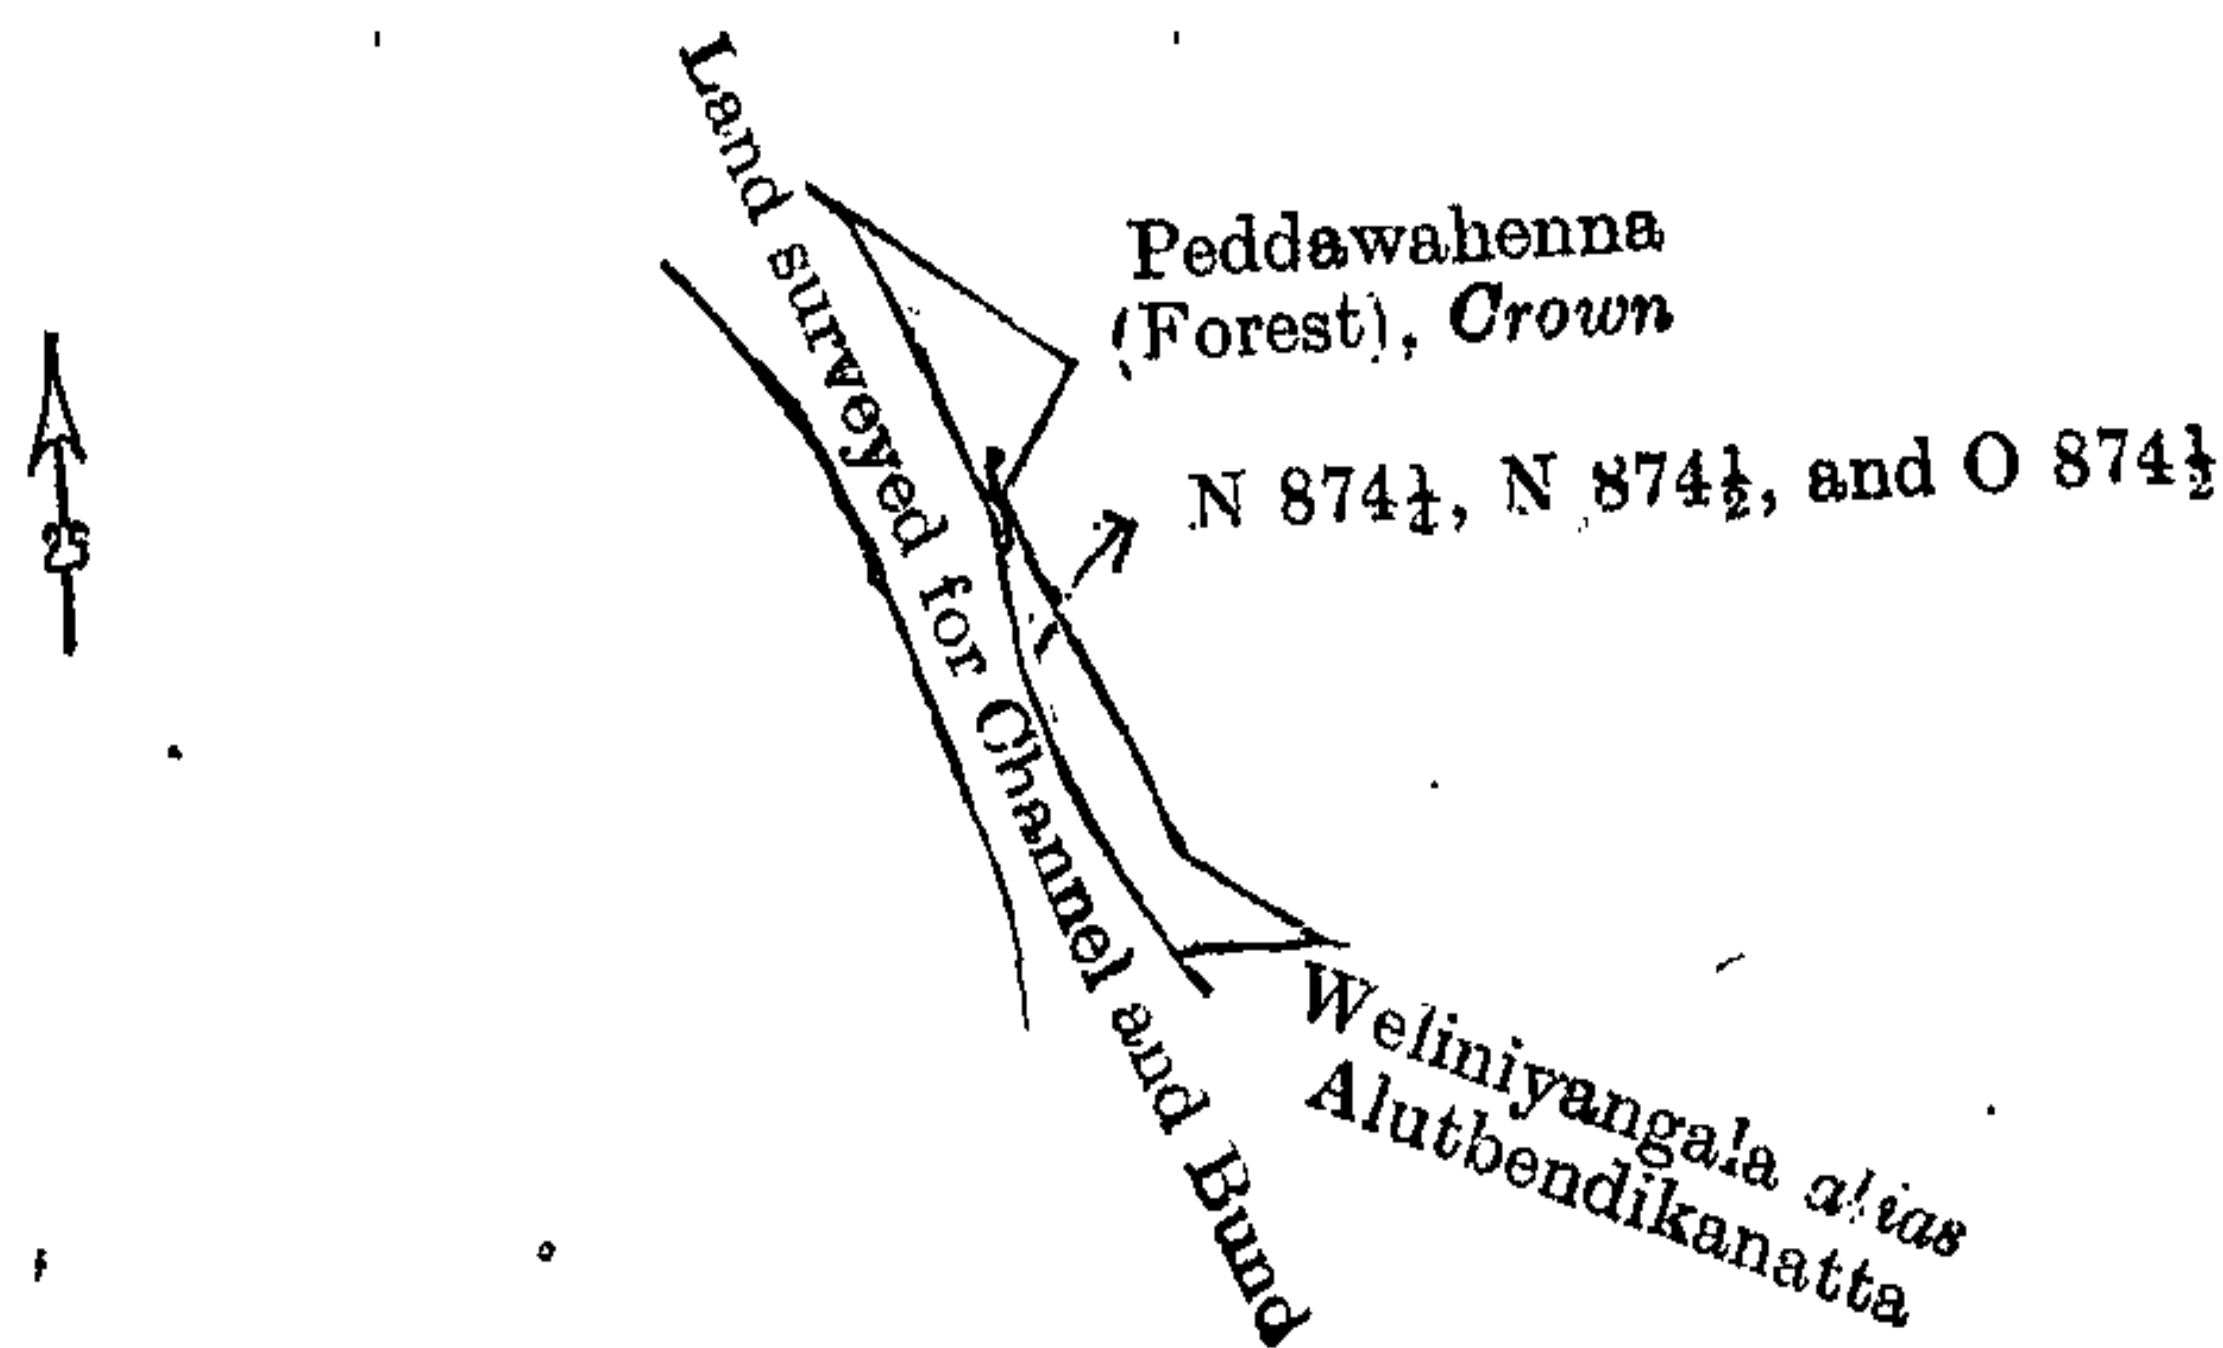 Land surveyed for Channel and Bund
Peddawahenna
(Forest), Crown
N 874¼, N 874½, and O 874½
25
Weliniyangala alias
Alutbendikanatta